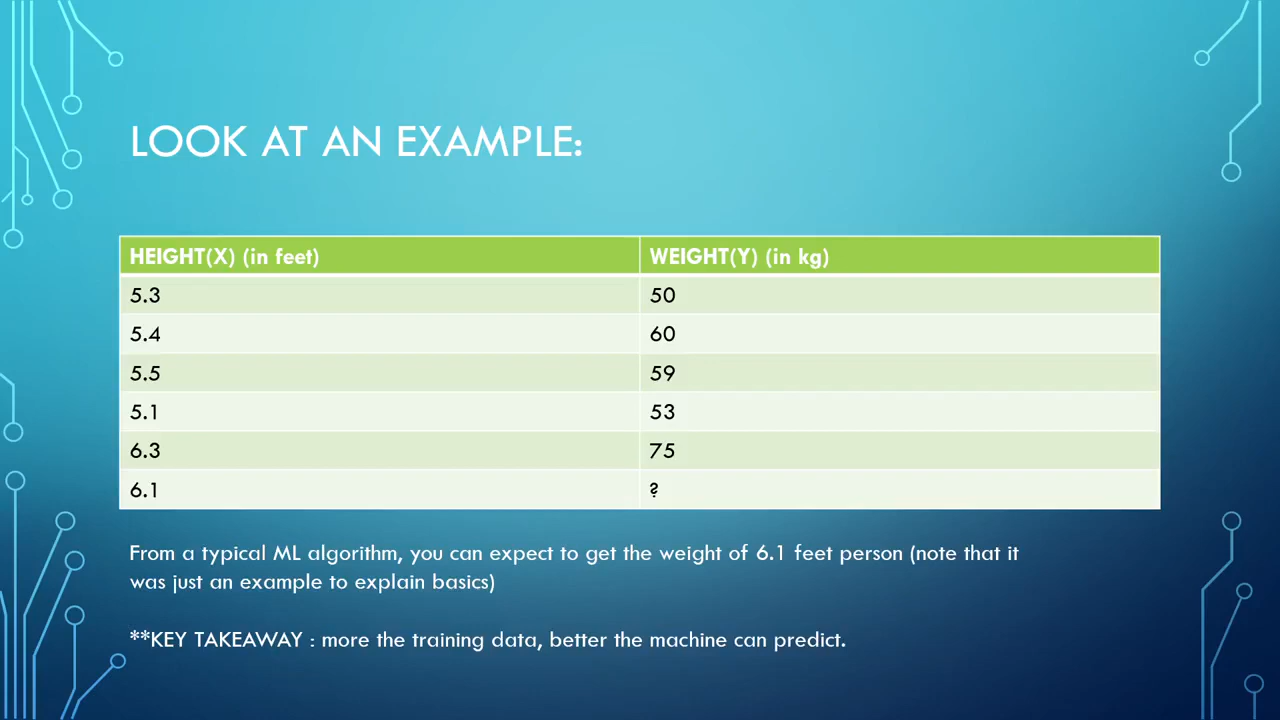 LOOK AT AN EXAMPLE:
HEIGHT(X) (in feet) WEIGHT(Y) (in kg)
5.3 50
5.4 60
5.5 59
5.1 53
6.3 75
6.1 ?
From a typical ML algorithm, you can expect to get the weight of 6.1 feet person (note that it
was just an example to explain basics)
**KEY TAKEAWAY : more the training data, better the machine can predict.